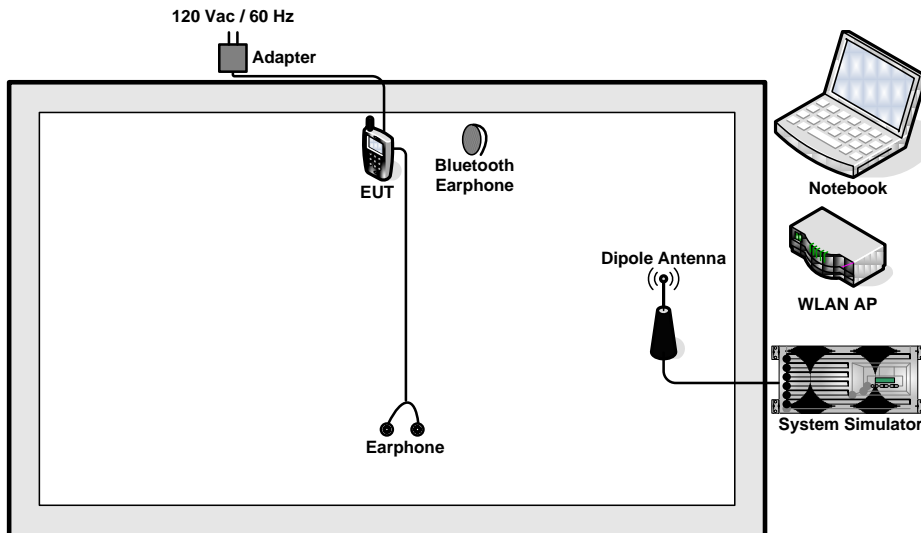 120 Vac / 60 Hz
Adapter
EUT
Bluetooth
Earphone
Notebook
Dipole Antenna
WLAN AP
System Simulator
Earphone